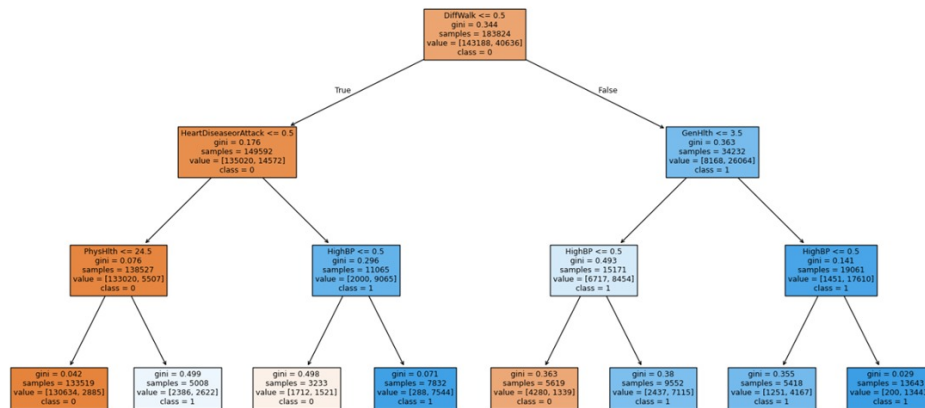 DiffWalk <= 0.5
gini = 0.344
samples = 183824
value = [143188, 40636]
class = 0
True
False
HeartDiseaseorAttack <= 0.5
gini = 0.176
samples = 149592
value = [135020, 14572]
class = 0
GenHlth <= 3.5
gini = 0.363
samples = 34232
value = [8168, 26064]
class = 1
PhysHlth <= 24.5
gini = 0.076
samples = 138527
value = [133020, 5507]
class = 0
HighBP <= 0.5
gini = 0.296
samples = 11065
value = [2000, 9065]
class = 1
HighBP <= 0.5
gini = 0.493
samples = 15171
value = [6717, 8454]
class = 1
HighBP <= 0.5
gini = 0.141
samples = 19061
value = [1451, 17610]
class = 1
gini = 0.042
samples = 133519
value = [130634, 2885]
class = 0
gini = 0.499
samples = 5008
value = [2386, 2622]
class = 1
gini = 0.498
samples = 3233
value = [1712, 1521]
class = 0
gini = 0.071
samples = 7832
value = [288, 7544]
class = 1
gini = 0.363
samples = 5619
value = [4280, 1339]
class = 0
gini = 0.38
samples = 9552
value = [2437, 7115]
class = 1
gini = 0.355
samples = 5418
value = [1251, 4167]
class = 1
gini = 0.029
samples = 13643
value = [200, 1344
class = 1